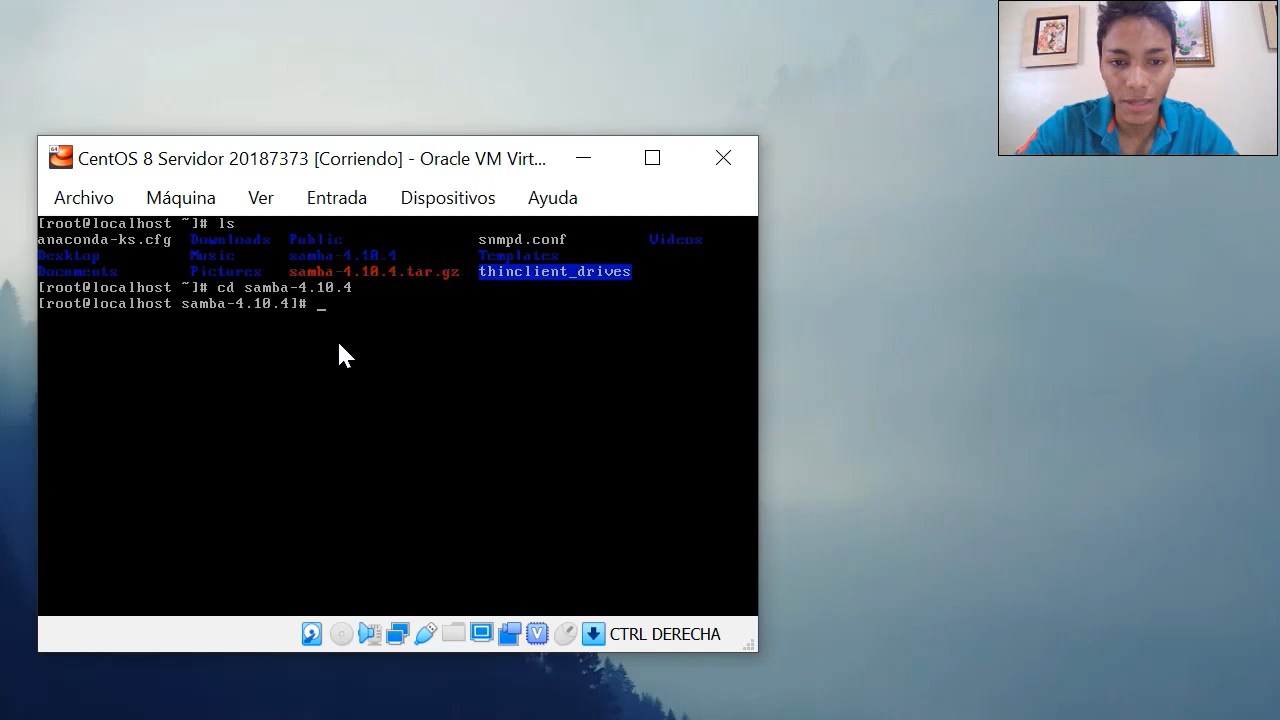 CentOS 8 Servidor 20187373 [Corriendo] - Oracle VM Virt...
Archivo Máquina Ver Entrada Dispositivos Ayuda
[root@localhost ~]# ls
anaconda-ks.cfg Downloads Public snmpd.conf Videos
Desktop Music samba-4.10.4 Templates
Documents Pictures samba-4.10.4.tar.gz thinclient_drives
[root@localhost ~]# cd samba-4.10.4
[root@localhost samba-4.10.4]# _
CTRL DERECHA